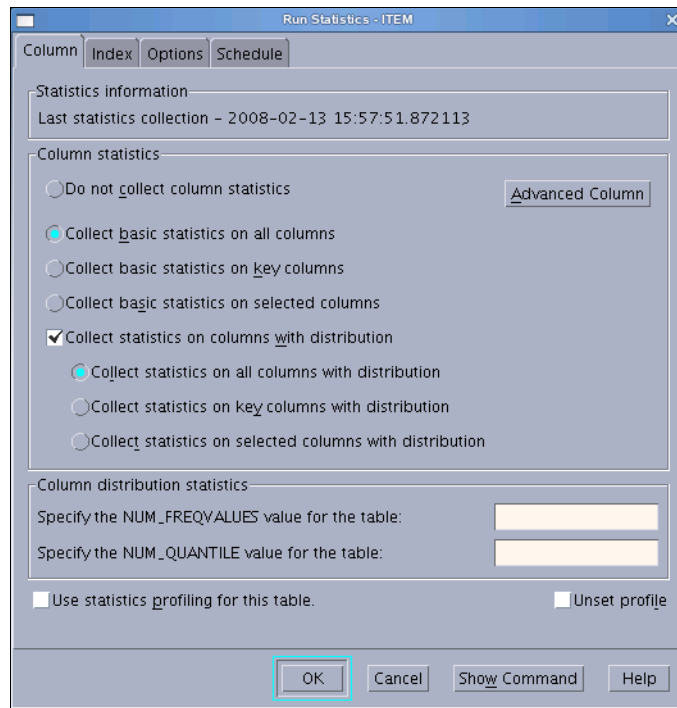 Run Statistics - ITEM
Column Index Options Schedule
Statistics information
Last statistics collection - 2008-02-13 15:57:51.872113
Column statistics
Do not collect column statistics
Advanced Column
Collect basic statistics on all columns
Collect basic statistics on key columns
Collect basic statistics on selected columns
Collect statistics on columns with distribution
Collect statistics on all columns with distribution
Collect statistics on key columns with distribution
Collect statistics on selected columns with distribution
Column distribution statistics
Specify the NUM_FREQVALUES value for the table:
Specify the NUM_QUANTILE value for the table:
Use statistics profiling for this table. Unset profile
OK Cancel Show Command Help